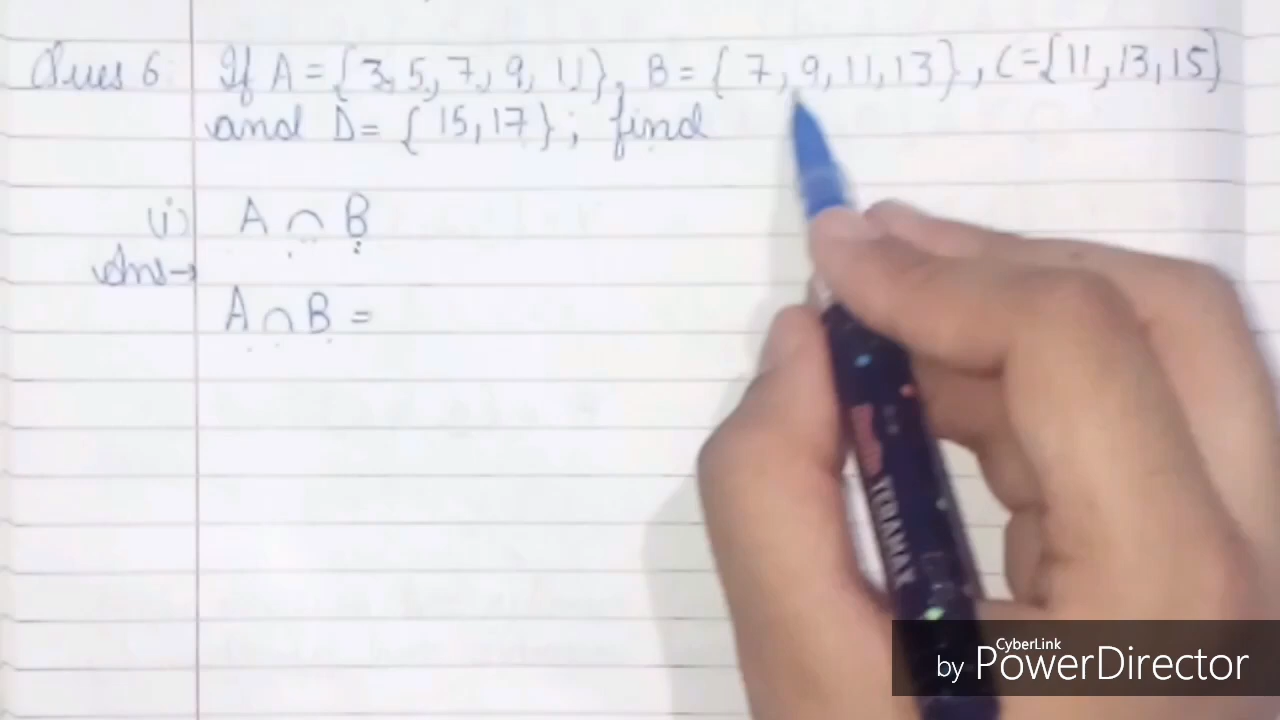 Ques 6. If A = {3, 5, 7, 9, 11}, B = { 7, 9, 11, 13 }, C = {11, 13, 15}
and D = { 15, 17 } ; find
(i) A ∩ B
Ans →
A ∩ B =
TERAMAX
CyberLink
by PowerDirector